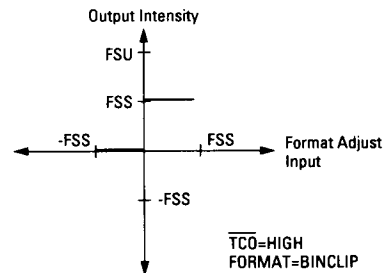 Output Intensity
FSU
FSS
-FSS
FSS
Format Adjust
Input
-FSS
TCO=HIGH
FORMAT=BINCLIP